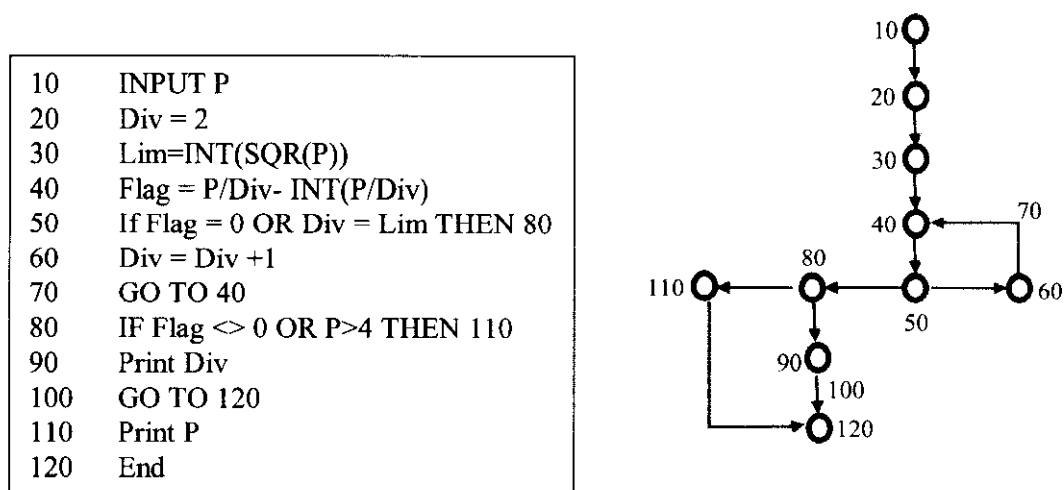 10 INPUT P
20 Div = 2
30 Lim=INT(SQR(P))
40 Flag = P/Div- INT(P/Div)
50 If Flag = 0 OR Div = Lim THEN 80
60 Div = Div +1
70 GO TO 40
80 IF Flag <> 0 OR P>4 THEN 110
90 Print Div
100 GO TO 120
110 Print P
120 End
10
20
30
40
70
80
110
50
60
90
100
120